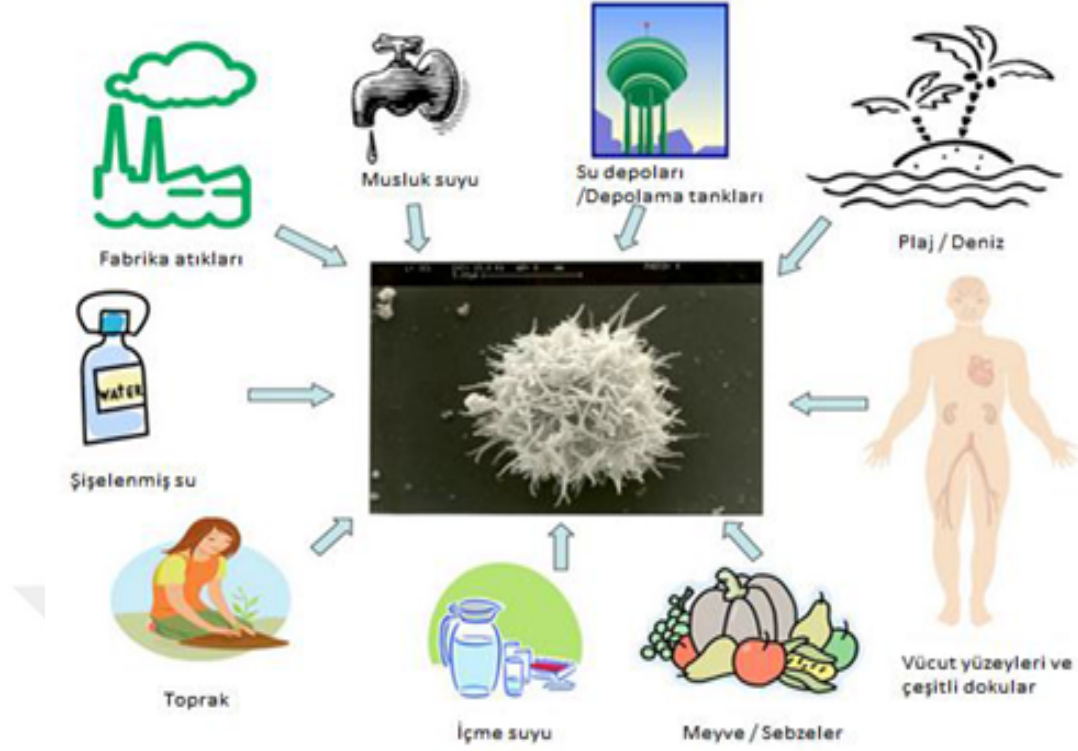 Musluk suyu
Su depoları
/Depolama tankları
Plaj / Deniz
Fabrika atıkları
WATER
Şişelenmiş su
Toprak
İçme suyu
Meyve / Sebzeler
Vücut yüzeyleri ve
çeşitli dokular